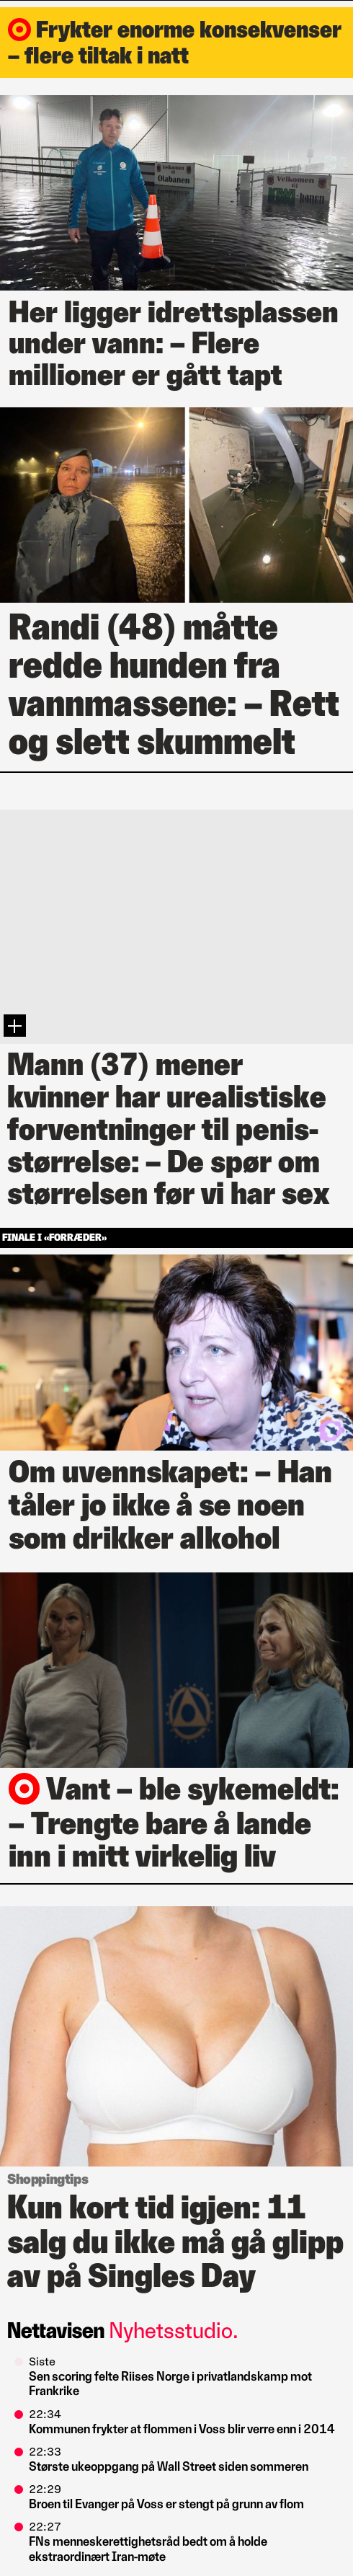 Frykter enorme konsekvenser
– flere tiltak i natt
Velkommen til
Olabanen
Velkommen til
KIWI-banen
Her ligger idrettsplassen
under vann: – Flere
millioner er gått tapt
Randi (48) måtte
redde hunden fra
vannmassene: – Rett
og slett skummelt
Mann (37) mener
kvinner har urealistiske
forventninger til penis-
størrelse: – De spør om
størrelsen før vi har sex
FINALE I «FORRÆDER»
Om uvennskapet: – Han
tåler jo ikke å se noen
som drikker alkohol
Vant – ble sykemeldt:
– Trengte bare å lande
inn i mitt virkelig liv
Shoppingtips
Kun kort tid igjen: 11
salg du ikke må gå glipp
av på Singles Day
Nettavisen Nyhetsstudio.
Siste
Sen scoring felte Riises Norge i privatlandskamp mot
Frankrike
22:34
Kommunen frykter at flommen i Voss blir verre enn i 2014
22:33
Største ukeoppgang på Wall Street siden sommeren
22:29
Broen til Evanger på Voss er stengt på grunn av flom
22:27
FNs menneskerettighetsråd bedt om å holde
ekstraordinært Iran-møte